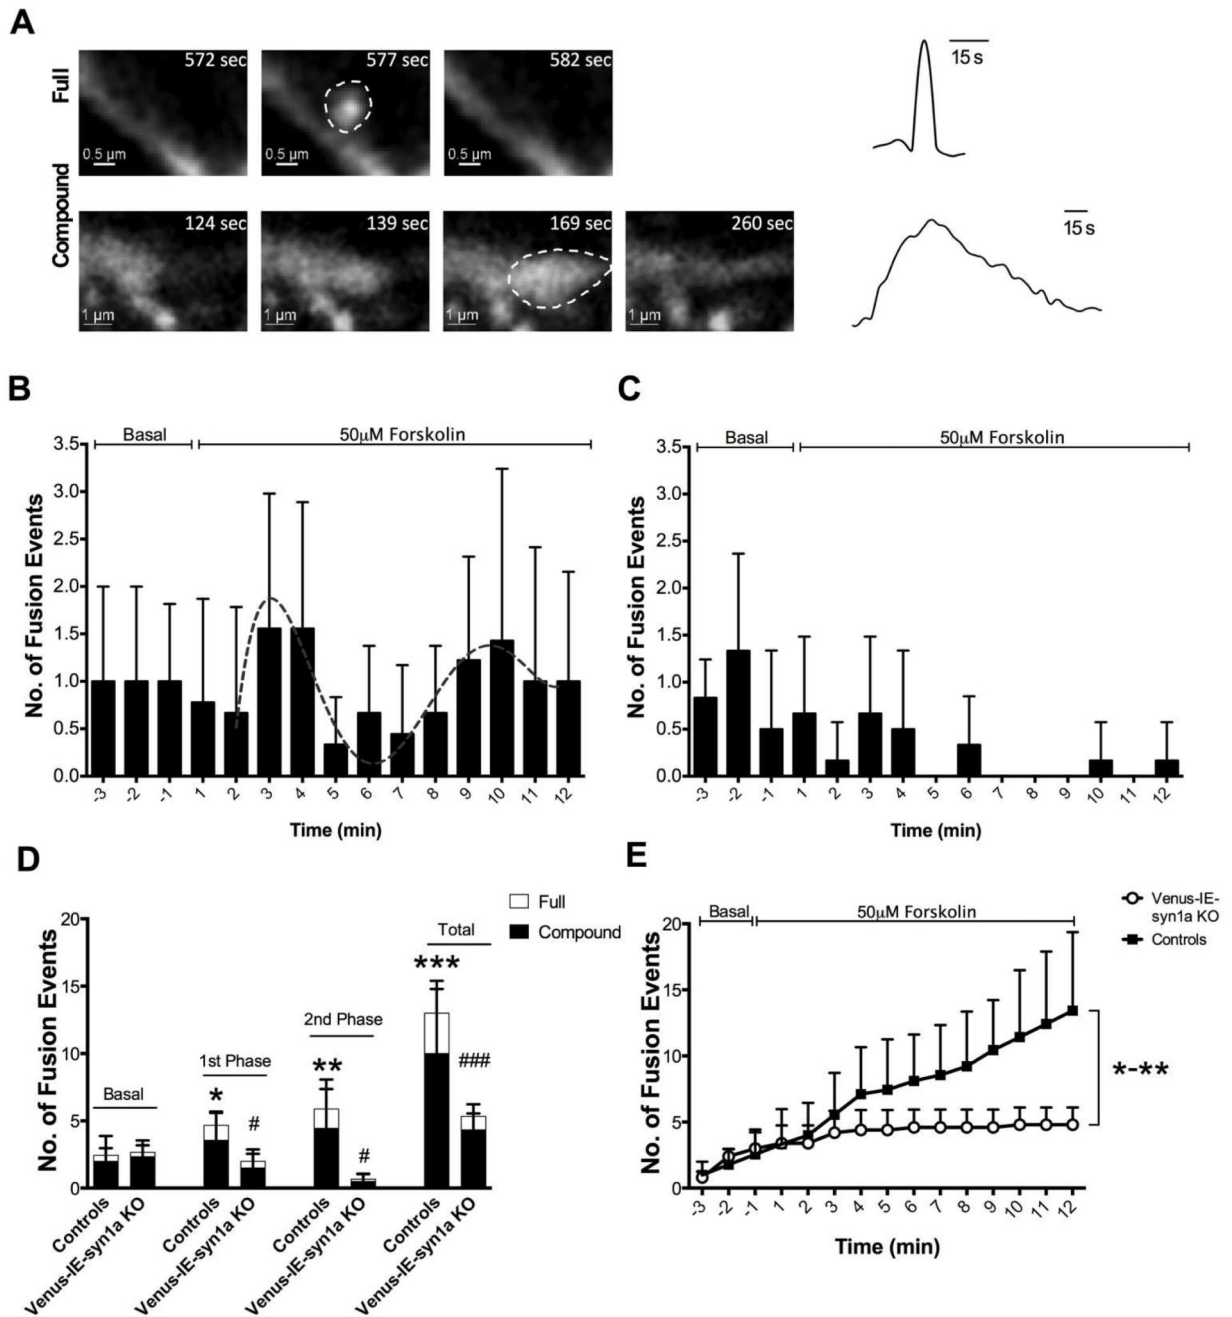 A
Full
572 sec
0.5 µm
577 sec
0.5 µm
582 sec
0.5 µm
15 s
Compound
124 sec
1 µm
139 sec
1 µm
169 sec
1 µm
260 sec
1 µm
15 s
B
Basal
50µM Forskolin
No. of Fusion Events
3.5
3.0
2.5
2.0
1.5
1.0
0.5
0.0
-3 -2 -1 1 2 3 4 5 6 7 8 9 10 11 12
Time (min)
C
Basal
50µM Forskolin
No. of Fusion Events
3.5
3.0
2.5
2.0
1.5
1.0
0.5
0.0
-3 -2 -1 1 2 3 4 5 6 7 8 9 10 11 12
Time (min)
D
Full
Compound
No. of Fusion Events
20
15
10
5
0
Basal
1st Phase
* #
2nd Phase
** #
Total
*** ###
Controls
Venus-IE-syn1a KO
Controls
Venus-IE-syn1a KO
Controls
Venus-IE-syn1a KO
Controls
Venus-IE-syn1a KO
E
Basal
50µM Forskolin
Venus-IE-
syn1a KO
Controls
No. of Fusion Events
20
15
10
5
0
*-**
-3 -2 -1 1 2 3 4 5 6 7 8 9 10 11 12
Time (min)